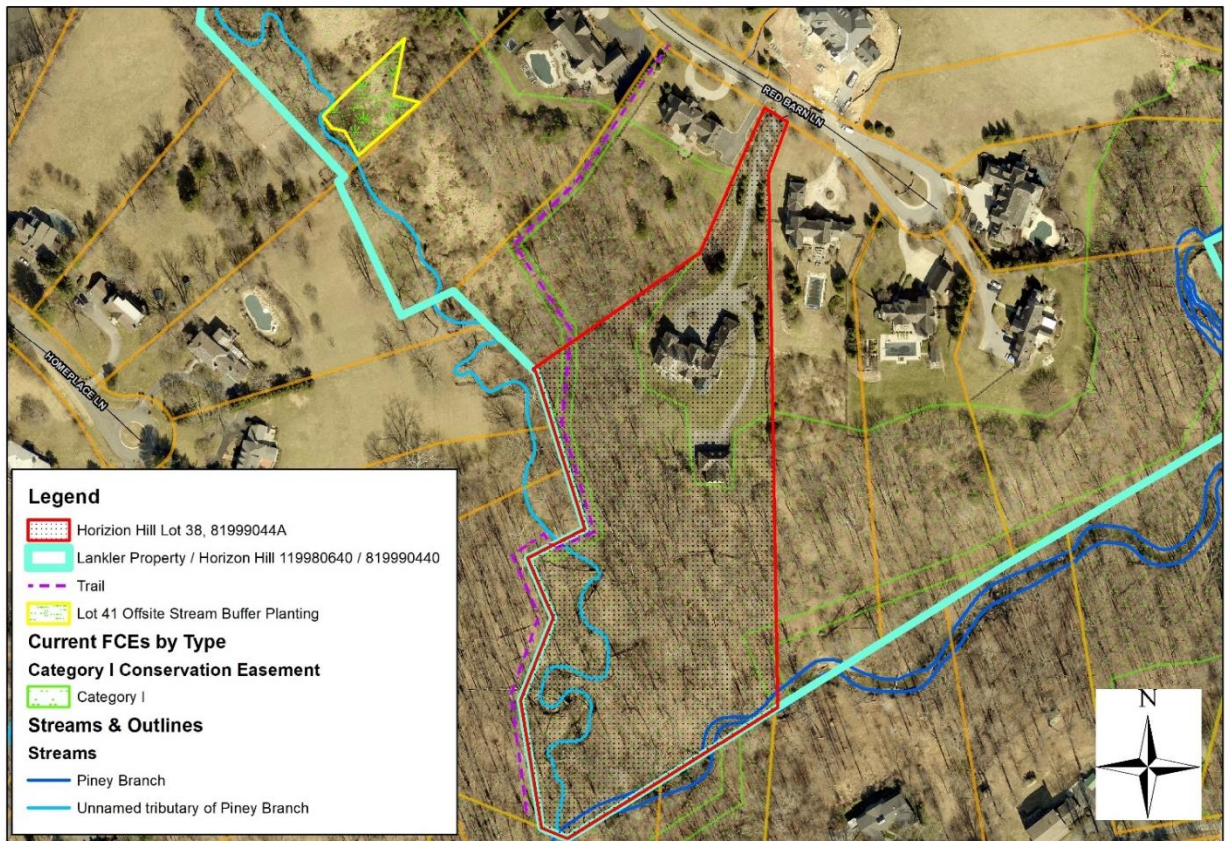 RED BARN LN
HOMEPLACE LN
Legend
Horizion Hill Lot 38, 81999044A
Lankler Property / Horizon Hill 119980640 / 819990440
Trail
Lot 41 Offsite Stream Buffer Planting
Current FCEs by Type
Category I Conservation Easement
Category I
Streams & Outlines
Streams
Piney Branch
Unnamed tributary of Piney Branch
N